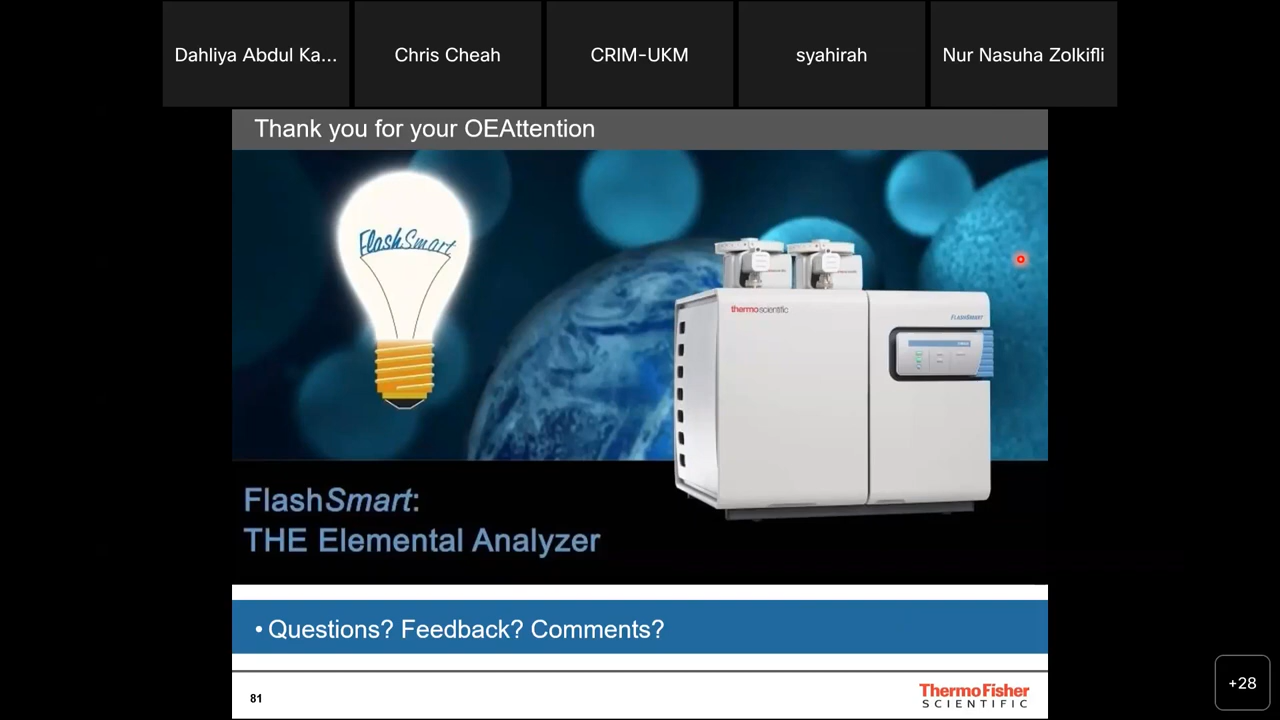 Dahliya Abdul Ka...
Chris Cheah
CRIM-UKM
syahirah
Nur Nasuha Zolkifli
Thank you for your OEAttention
FlashSmart
thermoscientific
FLASHSMART
FlashSmart:
THE Elemental Analyzer
• Questions? Feedback? Comments?
81
ThermoFisher
SCIENTIFIC
+28